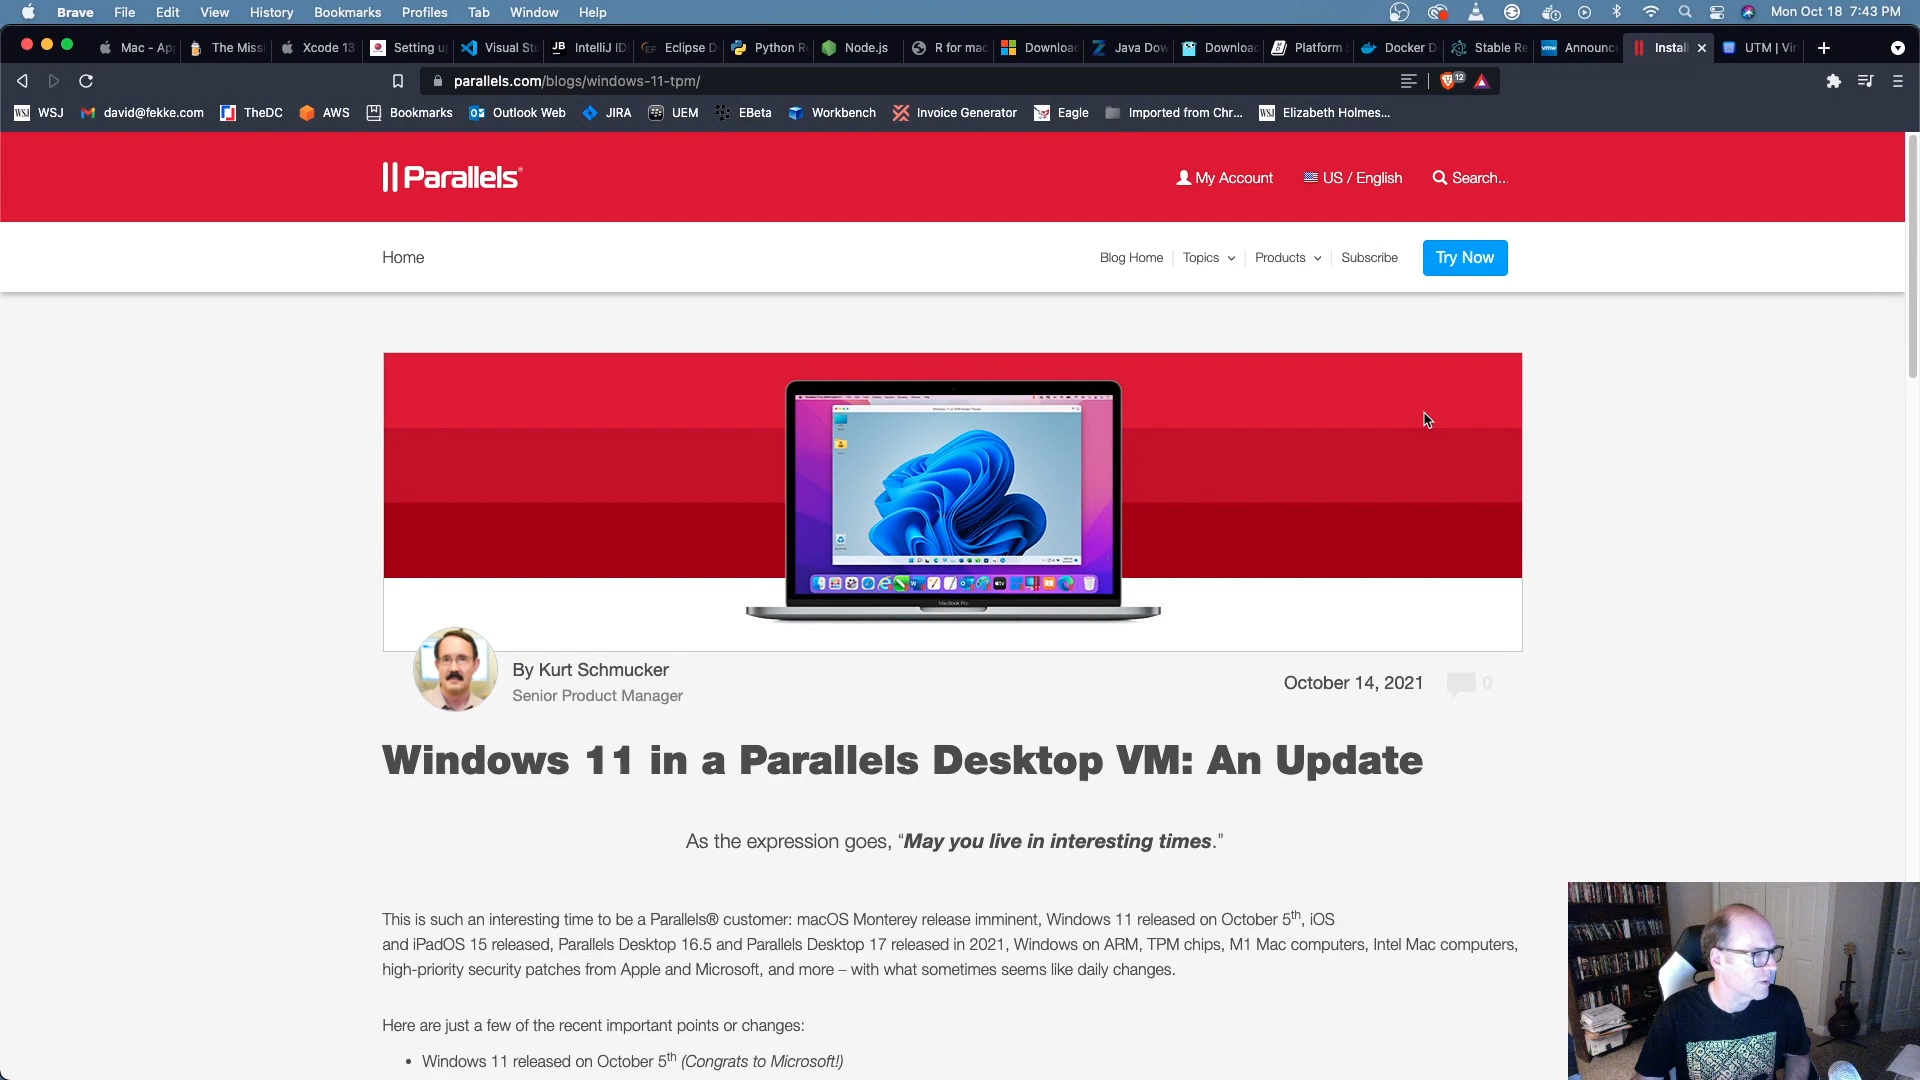 Brave File Edit View History Bookmarks Profiles Tab Window Help Mon Oct 18 7:43 PM
Mac - Ap The Miss Xcode 13 Setting u Visual Stu JB IntelliJ ID Eclipse D Python R Node.js R for mac Downloa Java Dow Downloa Platform Docker D Stable Re vmw Announc Install UTM | Vir
parallels.com/blogs/windows-11-tpm/ 12
WSJ WSJ david@fekke.com TheDC AWS Bookmarks Outlook Web JIRA UEM EBeta Workbench Invoice Generator Eagle Imported from Chr... WSJ Elizabeth Holmes...
Parallels® My Account US / English Search...
Home Blog Home Topics Products Subscribe Try Now
MacBook Pro
By Kurt Schmucker
Senior Product Manager
October 14, 2021 0
Windows 11 in a Parallels Desktop VM: An Update
As the expression goes, “May you live in interesting times.”
This is such an interesting time to be a Parallels® customer: macOS Monterey release imminent, Windows 11 released on October 5th, iOS
and iPadOS 15 released, Parallels Desktop 16.5 and Parallels Desktop 17 released in 2021, Windows on ARM, TPM chips, M1 Mac computers, Intel Mac computers,
high-priority security patches from Apple and Microsoft, and more – with what sometimes seems like daily changes.
Here are just a few of the recent important points or changes:
• Windows 11 released on October 5th (Congrats to Microsoft!)